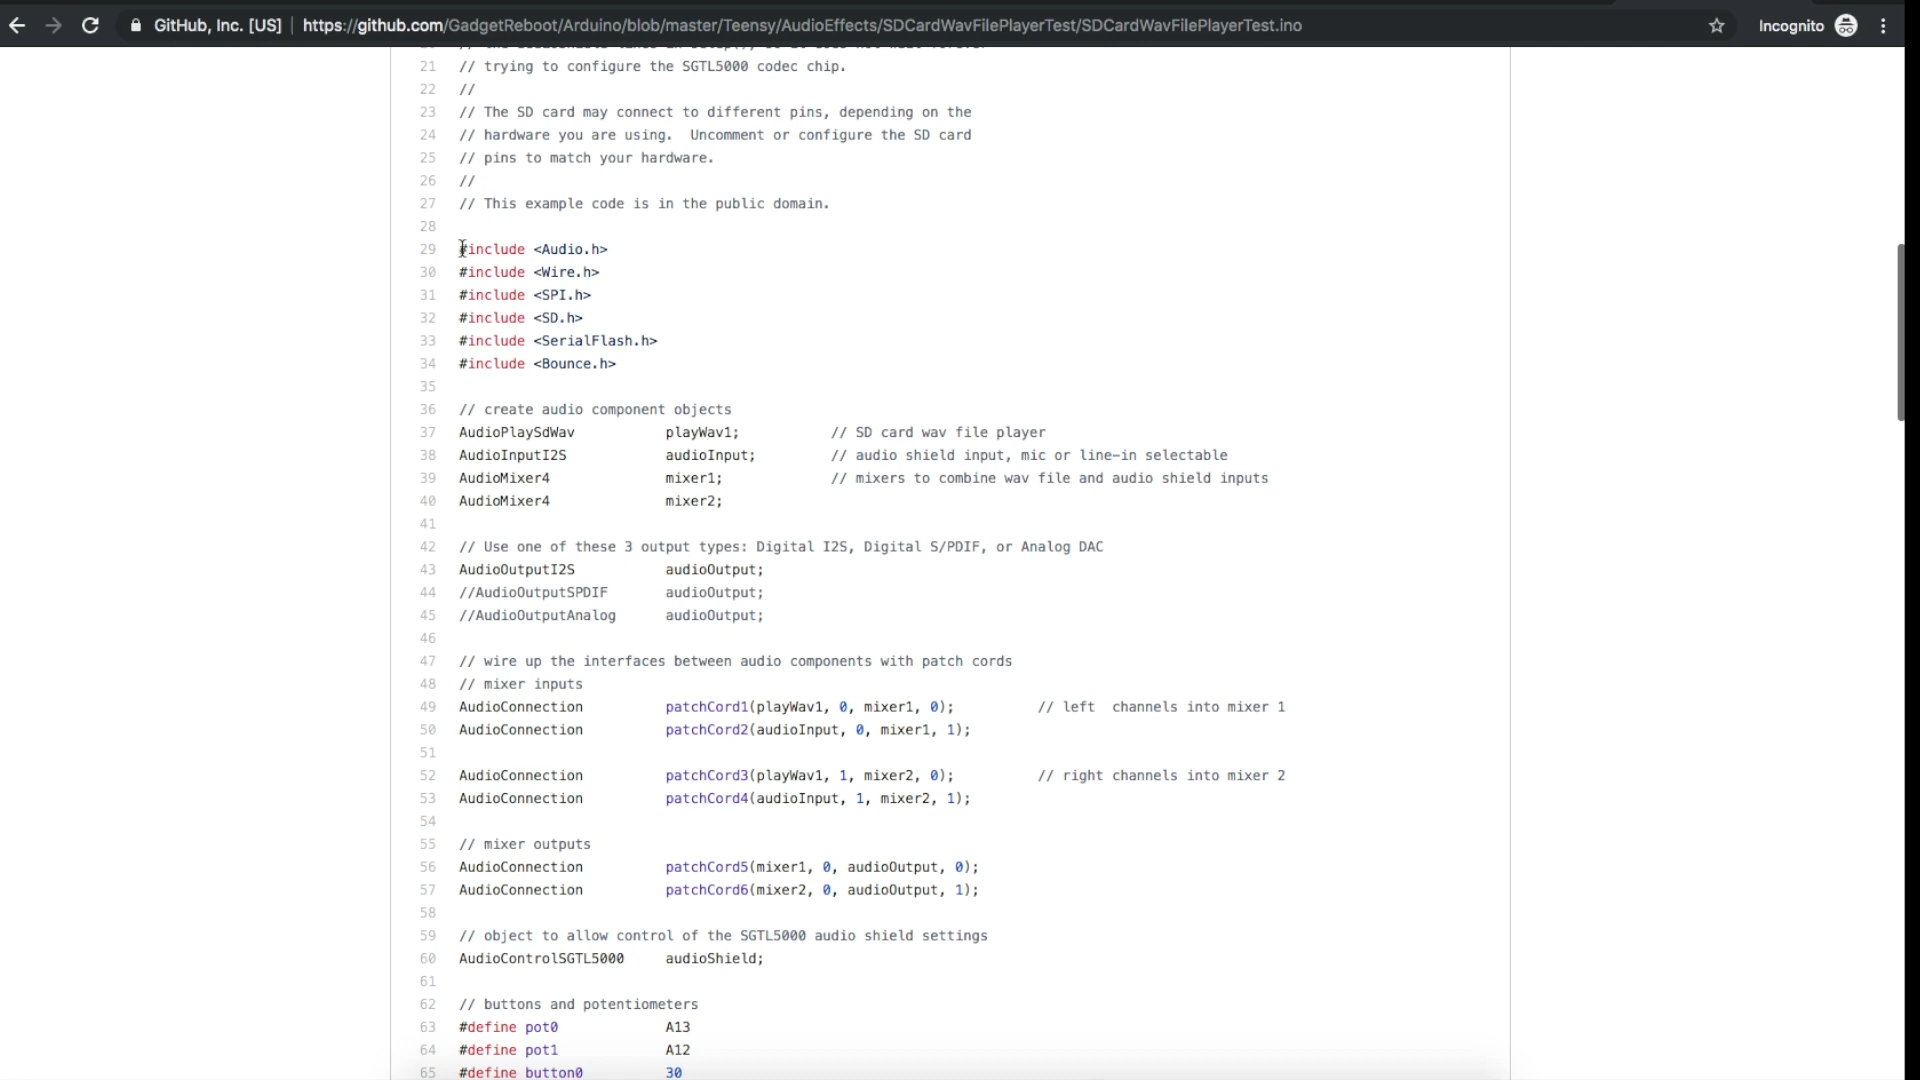 GitHub, Inc. [US] | https://github.com/GadgetReboot/Arduino/blob/master/Teensy/AudioEffects/SDCardWavFilePlayerTest/SDCardWavFilePlayerTest.ino Incognito
21 // trying to configure the SGTL5000 codec chip.
22 //
23 // The SD card may connect to different pins, depending on the
24 // hardware you are using.  Uncomment or configure the SD card
25 // pins to match your hardware.
26 //
27 // This example code is in the public domain.
28
29 #include <Audio.h>
30 #include <Wire.h>
31 #include <SPI.h>
32 #include <SD.h>
33 #include <SerialFlash.h>
34 #include <Bounce.h>
35
36 // create audio component objects
37 AudioPlaySdWav           playWav1;           // SD card wav file player
38 AudioInputI2S            audioInput;         // audio shield input, mic or line-in selectable
39 AudioMixer4              mixer1;             // mixers to combine wav file and audio shield inputs
40 AudioMixer4              mixer2;
41
42 // Use one of these 3 output types: Digital I2S, Digital S/PDIF, or Analog DAC
43 AudioOutputI2S           audioOutput;
44 //AudioOutputSPDIF       audioOutput;
45 //AudioOutputAnalog      audioOutput;
46
47 // wire up the interfaces between audio components with patch cords
48 // mixer inputs
49 AudioConnection          patchCord1(playWav1, 0, mixer1, 0);          // left  channels into mixer 1
50 AudioConnection          patchCord2(audioInput, 0, mixer1, 1);
51
52 AudioConnection          patchCord3(playWav1, 1, mixer2, 0);          // right channels into mixer 2
53 AudioConnection          patchCord4(audioInput, 1, mixer2, 1);
54
55 // mixer outputs
56 AudioConnection          patchCord5(mixer1, 0, audioOutput, 0);
57 AudioConnection          patchCord6(mixer2, 0, audioOutput, 1);
58
59 // object to allow control of the SGTL5000 audio shield settings
60 AudioControlSGTL5000     audioShield;
61
62 // buttons and potentiometers
63 #define pot0             A13
64 #define pot1             A12
65 #define button0          30